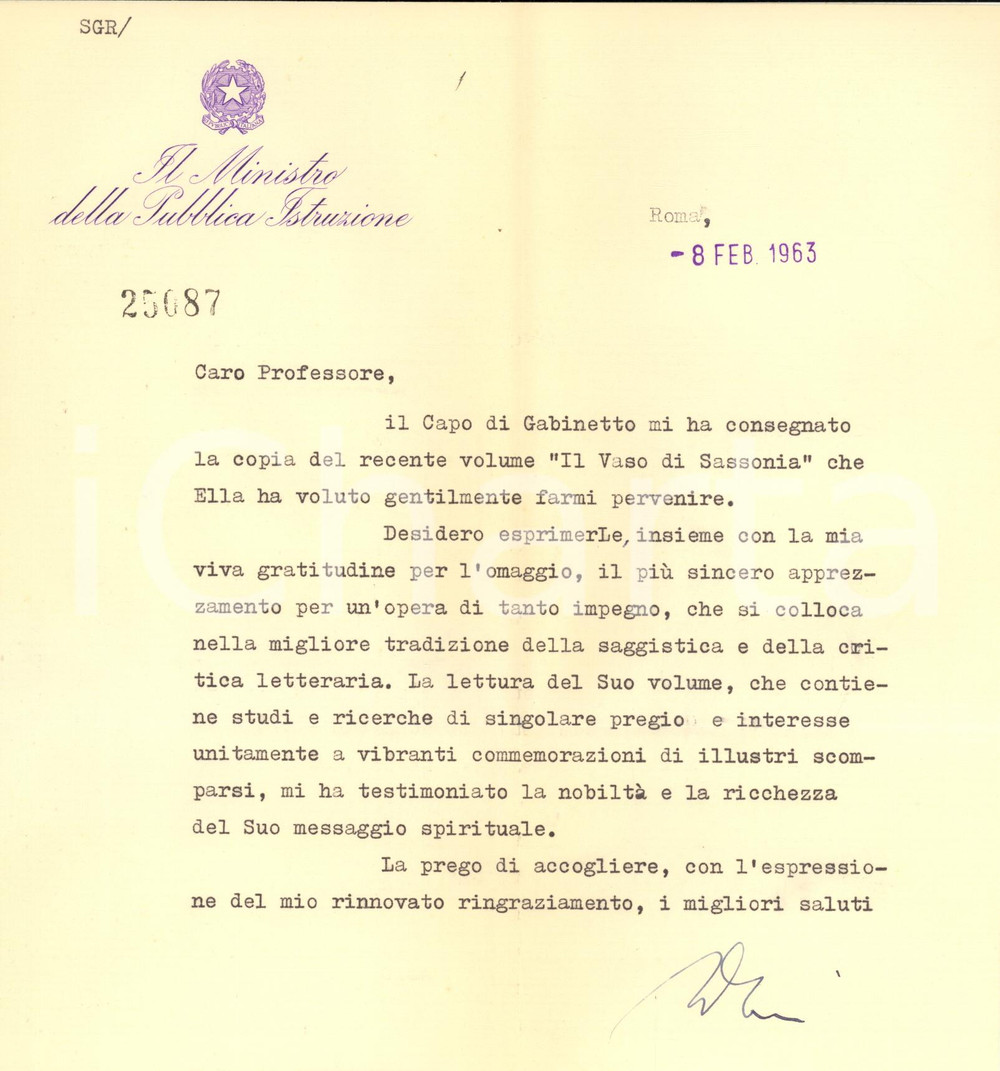 SGR/
Il Ministro
della Pubblica Istruzione
Roma,
-8 FEB. 1963
25087
Caro Professore,
il Capo di Gabinetto mi ha consegnato
la copia del recente volume "Il Vaso di Sassonia" che
Ella ha voluto gentilmente farmi pervenire.
Desidero esprimerLe, insieme con la mia
viva gratitudine per l'omaggio, il più sincero apprez-
zamento per un'opera di tanto impegno, che si colloca
nella migliore tradizione della saggistica e della cri-
tica letteraria. La lettura del Suo volume, che contie-
ne studi e ricerche di singolare pregio e interesse
unitamente a vibranti commemorazioni di illustri scom-
parsi, mi ha testimoniato la nobiltà e la ricchezza
del Suo messaggio spirituale.
La prego di accogliere, con l'espressio-
ne del mio rinnovato ringraziamento, i migliori saluti
iCharta